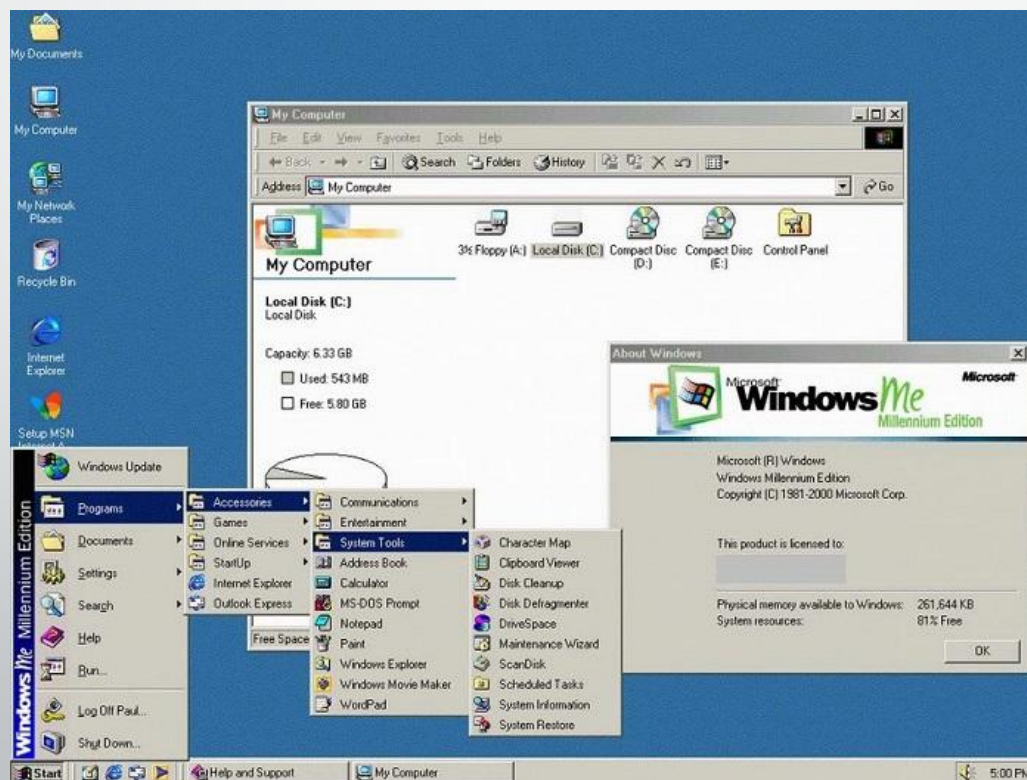 My Documents
My Computer
My Network
Places
Recycle Bin
Internet
Explorer
Setup MSN
My Computer
File Edit View Favorites Tools Help
Back Search Folders History
Address My Computer Go
My Computer
Local Disk (C:)
Local Disk
Capacity: 6.33 GB
Used: 543 MB
Free: 5.80 GB
Free Space
3½ Floppy (A:) Local Disk (C:) Compact Disc Compact Disc Control Panel
(D:) (E:)
About Windows
Microsoft
Microsoft
Windows Me
Millennium Edition
Microsoft (R) Windows
Windows Millennium Edition
Copyright (C) 1981-2000 Microsoft Corp.
This product is licensed to:
Physical memory available to Windows: 261,644 KB
System resources: 81% Free
OK
Windows Me Millennium Edition
Windows Update
Programs
Documents
Settings
Search
Help
Run...
Log Off Paul...
Shut Down...
Accessories
Games
Online Services
StartUp
Internet Explorer
Outlook Express
Communications
Entertainment
System Tools
Address Book
Calculator
MS-DOS Prompt
Notepad
Paint
Windows Explorer
Windows Movie Maker
WordPad
Character Map
Clipboard Viewer
Disk Cleanup
Disk Defragmenter
DriveSpace
Maintenance Wizard
ScanDisk
Scheduled Tasks
System Information
System Restore
Start Help and Support My Computer 5:00 PM